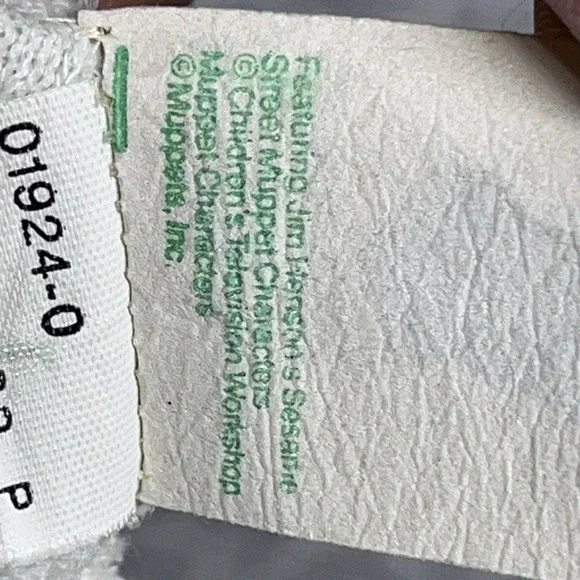 Featuring Jim Henson's Sesame
Street Muppet Characters
© Children's Television Workshop
Muppet Characters
© Muppets, Inc.
01924-0
P